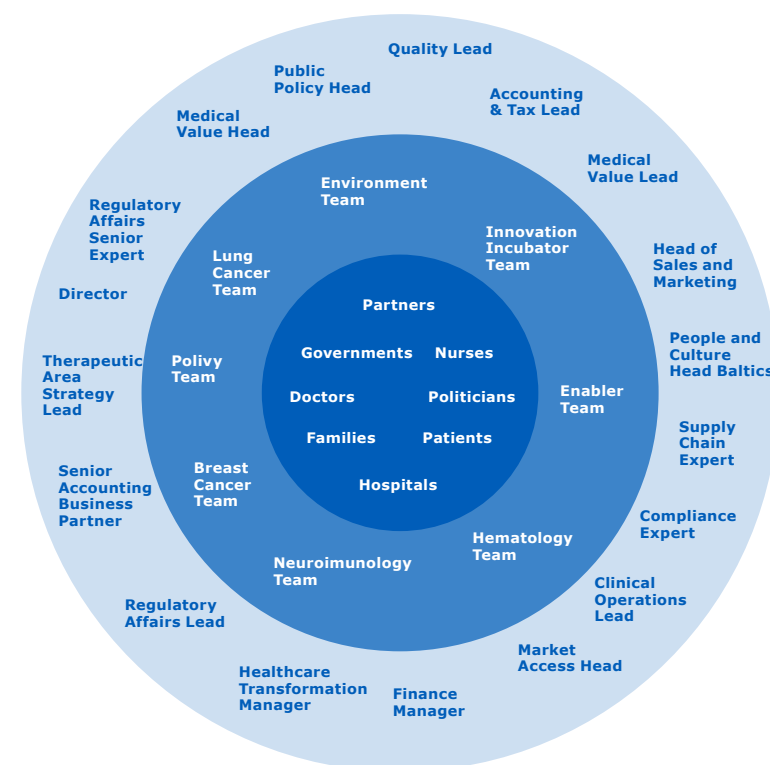 Quality Lead
Public
Policy Head
Accounting
& Tax Lead
Medical
Value Head
Medical
Value Lead
Regulatory
Affairs
Senior
Expert
Head of
Sales and
Marketing
Director
People and
Culture
Head Baltics
Therapeutic
Area
Strategy
Lead
Supply
Chain
Expert
Senior
Accounting
Business
Partner
Compliance
Expert
Clinical
Operations
Lead
Regulatory
Affairs Lead
Market
Access Head
Healthcare
Transformation
Manager
Finance
Manager
Environment
Team
Innovation
Incubator
Team
Lung
Cancer
Team
Polivy
Team
Enabler
Team
Breast
Cancer
Team
Hematology
Team
Neuroimunology
Team
Partners
Governments
Nurses
Doctors
Politicians
Families
Patients
Hospitals